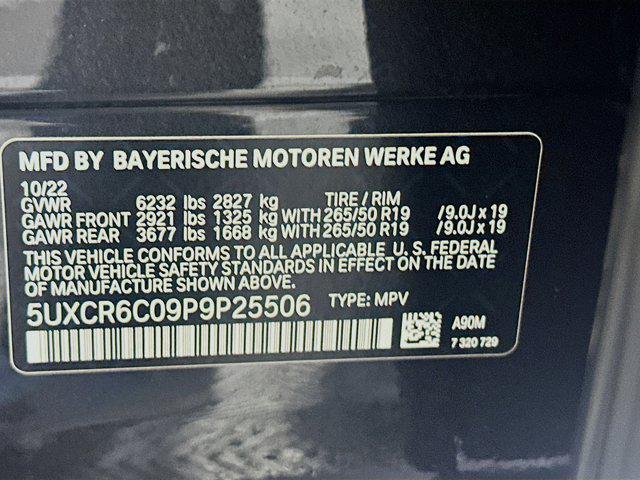 MFD BY BAYERISCHE MOTOREN WERKE AG
10/22
GVWR 6232 lbs 2827 kg TIRE / RIM
GAWR FRONT 2921 lbs 1325 kg WITH 265/50 R19 / 9.0J x 19
GAWR REAR 3677 lbs 1668 kg WITH 265/50 R19 / 9.0J x 19
THIS VEHICLE CONFORMS TO ALL APPLICABLE U. S. FEDERAL
MOTOR VEHICLE SAFETY STANDARDS IN EFFECT ON THE DATE
OF MANUFACTURE SHOWN ABOVE.
5UXCR6C09P9P25506 TYPE: MPV
A90M
7 320 729